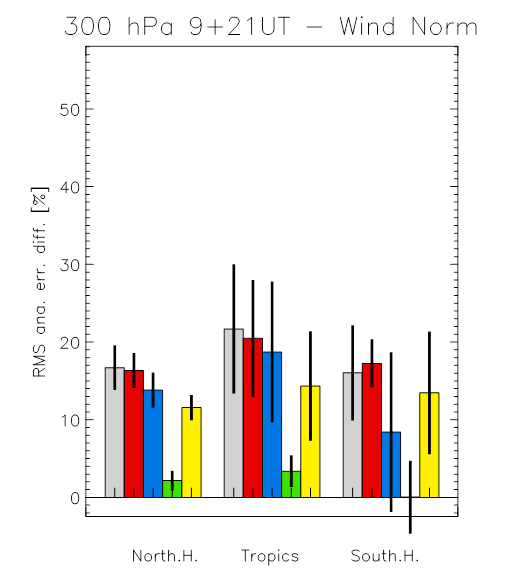 300 hPa 9+21UT – Wind Norm
RMS ana. err. diff. [%]
50
40
30
20
10
0
North.H. Tropics South.H.